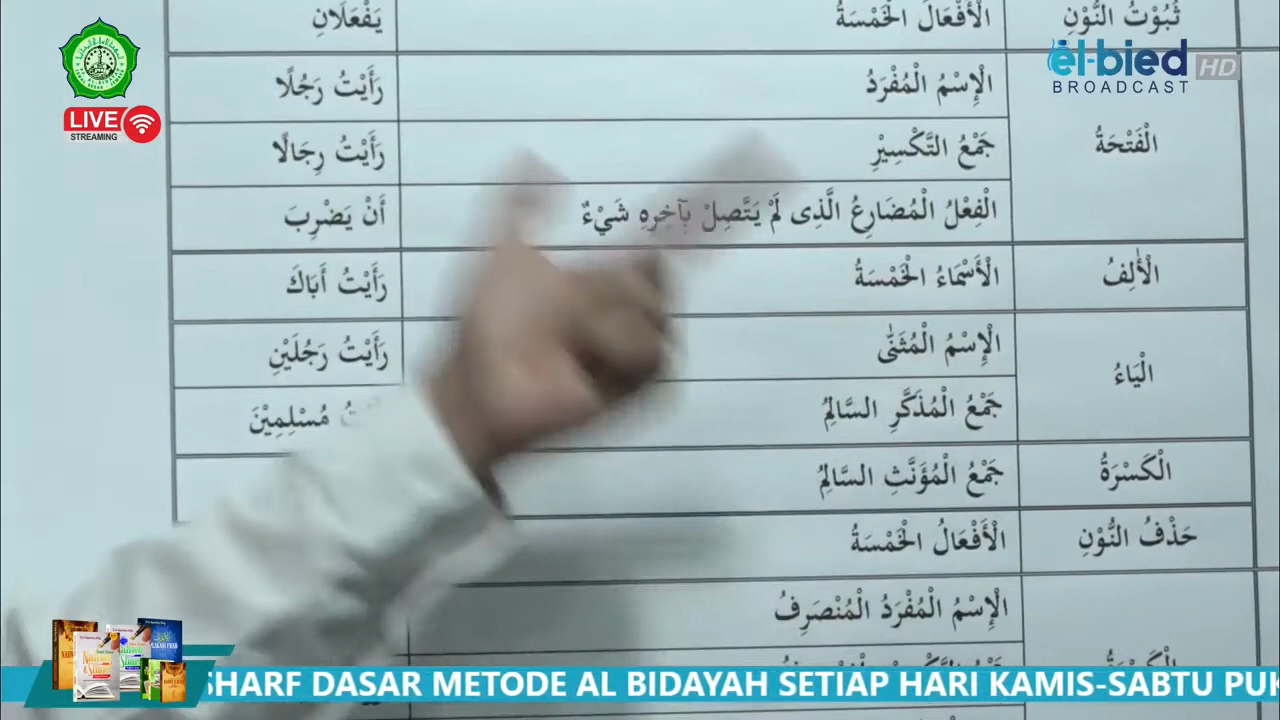 ثُبُوْتُ النُّوْنِ الْأَفْعَالُ الْخَمْسَةُ يَفْعَلَانِ
الْفَتْحَةُ
الْإِسْمُ الْمُفْرَدُ رَأَيْتُ رَجُلًا
جَمْعُ التَّكْسِيْرِ رَأَيْتُ رِجَالًا
الْفِعْلُ الْمُضَارِعُ الَّذِى لَمْ يَتَّصِلْ بِآخِرِهِ شَيْءٌ أَنْ يَضْرِبَ
الْأَلِفُ الْأَسْمَاءُ الْخَمْسَةُ رَأَيْتُ أَبَاكَ
الْيَاءُ
الْإِسْمُ الْمُثَنّٰى رَأَيْتُ رَجُلَيْنِ
جَمْعُ الْمُذَكَّرِ السَّالِمُ مُسْلِمِيْنَ
الْكَسْرَةُ جَمْعُ الْمُؤَنَّثِ السَّالِمُ
حَذْفُ النُّوْنِ الْأَفْعَالُ الْخَمْسَةُ
الْإِسْمُ الْمُفْرَدُ الْمُنْصَرِفُ
el-bied HD
BROADCAST
LIVE
STREAMING
SHARF DASAR METODE AL BIDAYAH SETIAP HARI KAMIS-SABTU PUK